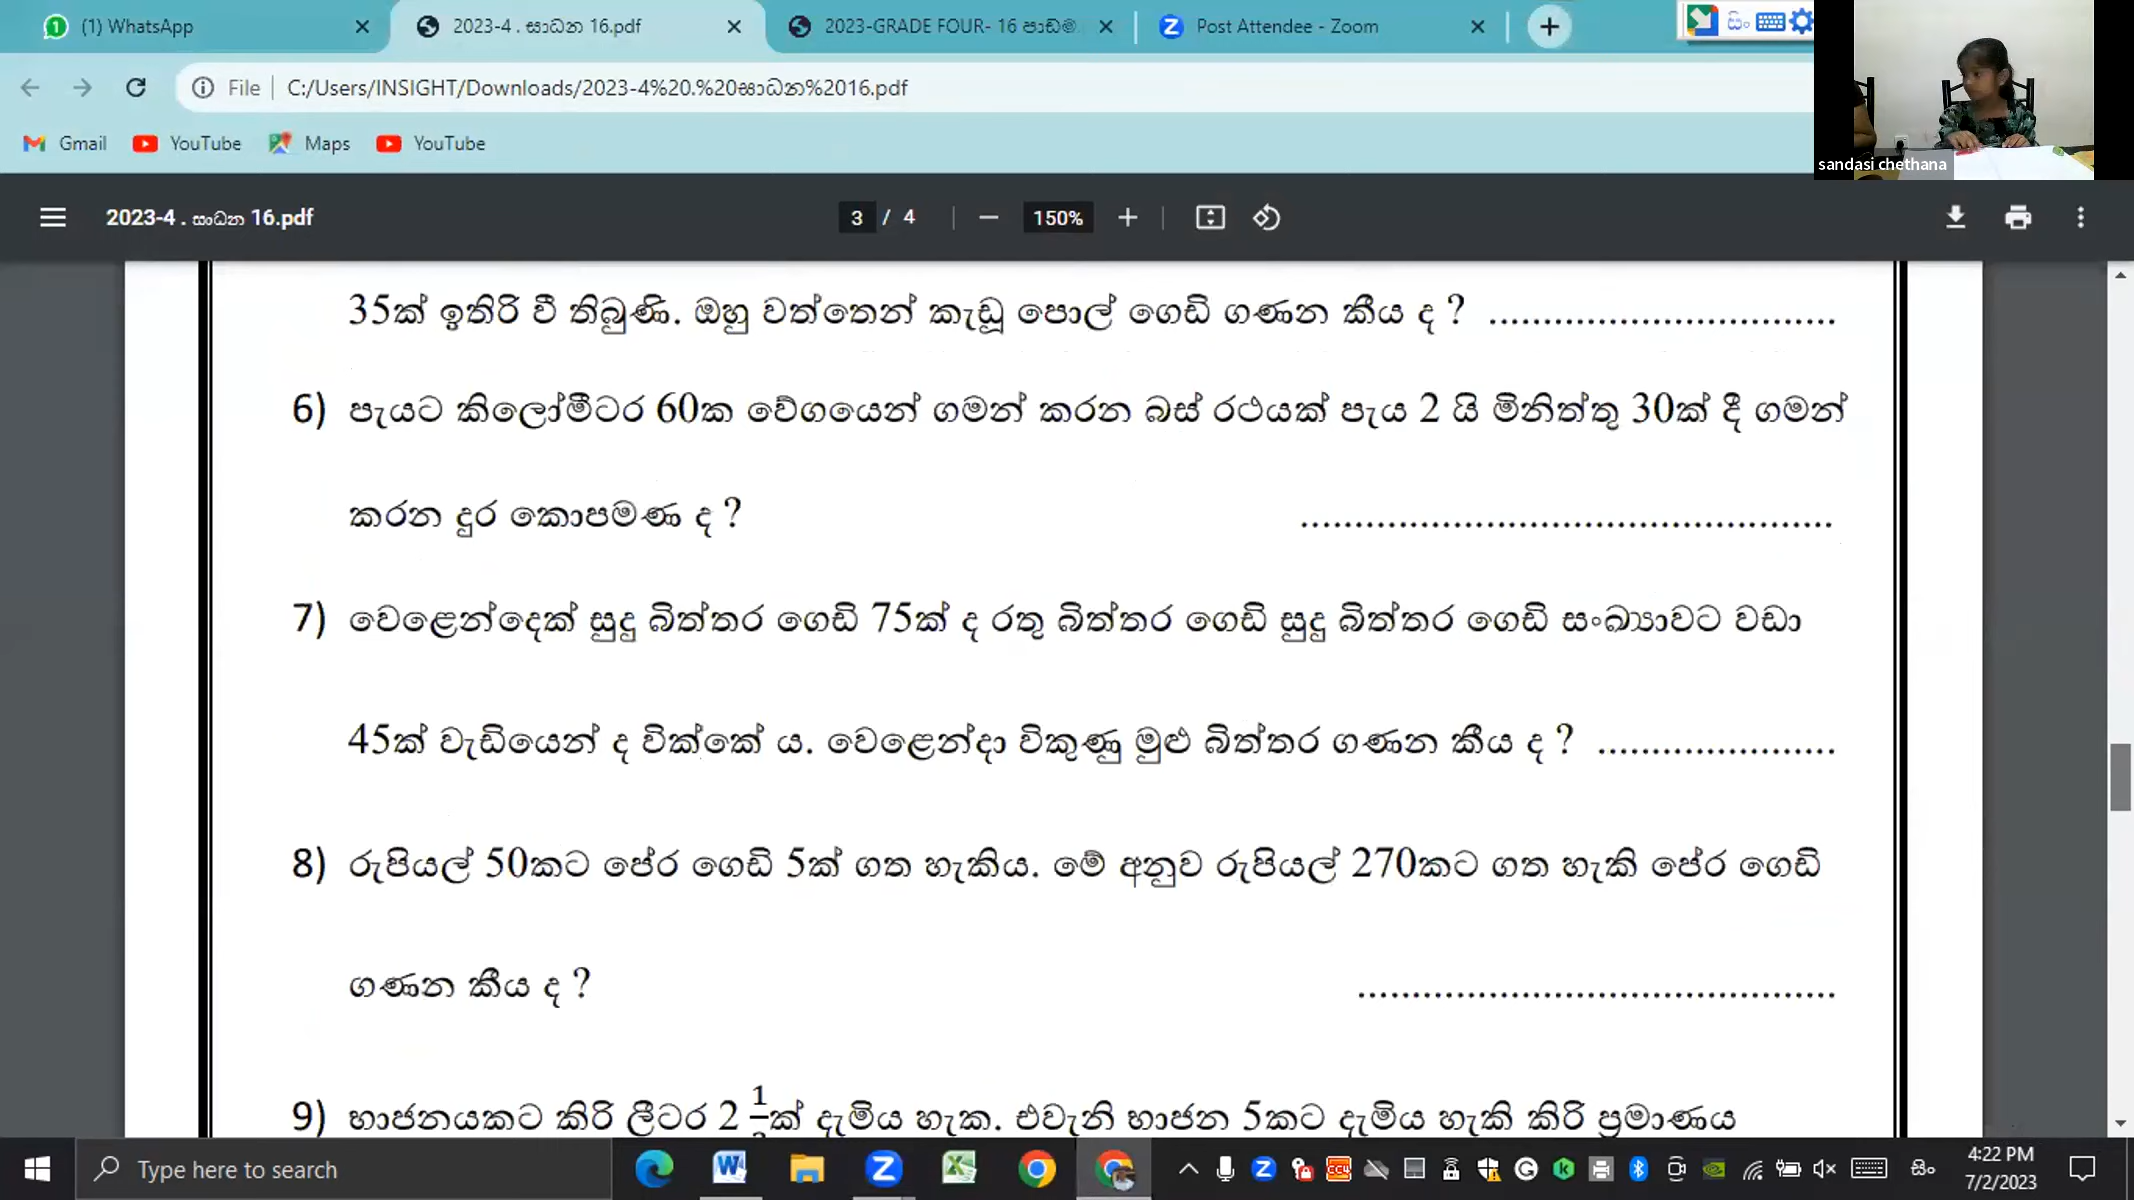 (1) WhatsApp
2023-4 . සාධන 16.pdf
2023-GRADE FOUR- 16 පාඩම
Post Attendee - Zoom
සිං
File
C:/Users/INSIGHT/Downloads/2023-4%20.%20සාධන%2016.pdf
Gmail
YouTube
Maps
YouTube
sandasi chethana
2023-4 . සාධන 16.pdf
3 / 4
150%
35ක් ඉතිරි වී තිබුණි. ඔහු වත්තෙන් කැඩූ පොල් ගෙඩි ගණන කීය ද ? ................................
6) පැයට කිලෝමීටර 60ක වේගයෙන් ගමන් කරන බස් රථයක් පැය 2 යි මිනිත්තු 30ක් දී ගමන්
කරන දුර කොපමණ ද ? .................................................
7) වෙළෙන්දෙක් සුදු බිත්තර ගෙඩි 75ක් ද රතු බිත්තර ගෙඩි සුදු බිත්තර ගෙඩි සංඛ්‍යාවට වඩා
45ක් වැඩියෙන් ද වික්කේ ය. වෙළෙන්දා විකුණු මුළු බිත්තර ගණන කීය ද ? ......................
8) රුපියල් 50කට පේර ගෙඩි 5ක් ගත හැකිය. මේ අනුව රුපියල් 270කට ගත හැකි පේර ගෙඩි
ගණන කීය ද ? ............................................
9) භාජනයකට කිරි ලීටර 2 1/2ක් දැමිය හැක. එවැනි භාජන 5කට දැමිය හැකි කිරි ප්‍රමාණය
Type here to search
CC4
සිං
4:22 PM
7/2/2023